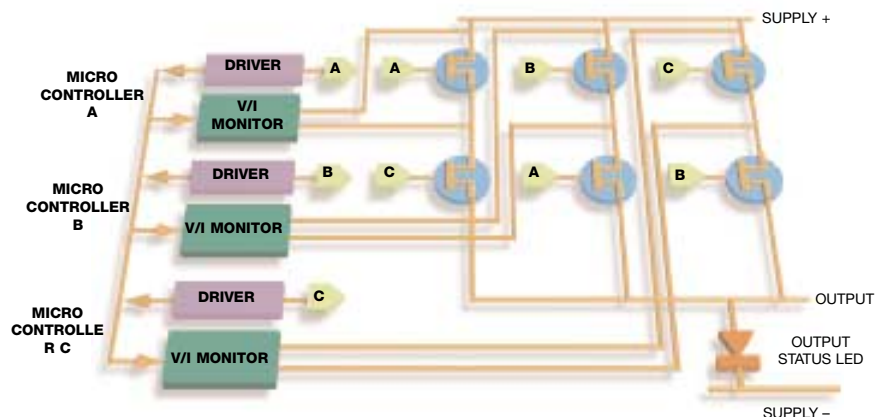 SUPPLY +
MICRO
CONTROLLER
A
DRIVER
A
A
B
C
V/I
MONITOR
MICRO
CONTROLLER
B
DRIVER
B
C
A
B
V/I MONITOR
MICRO
CONTROLLE
R C
DRIVER
C
OUTPUT
V/I MONITOR
OUTPUT
STATUS LED
SUPPLY –